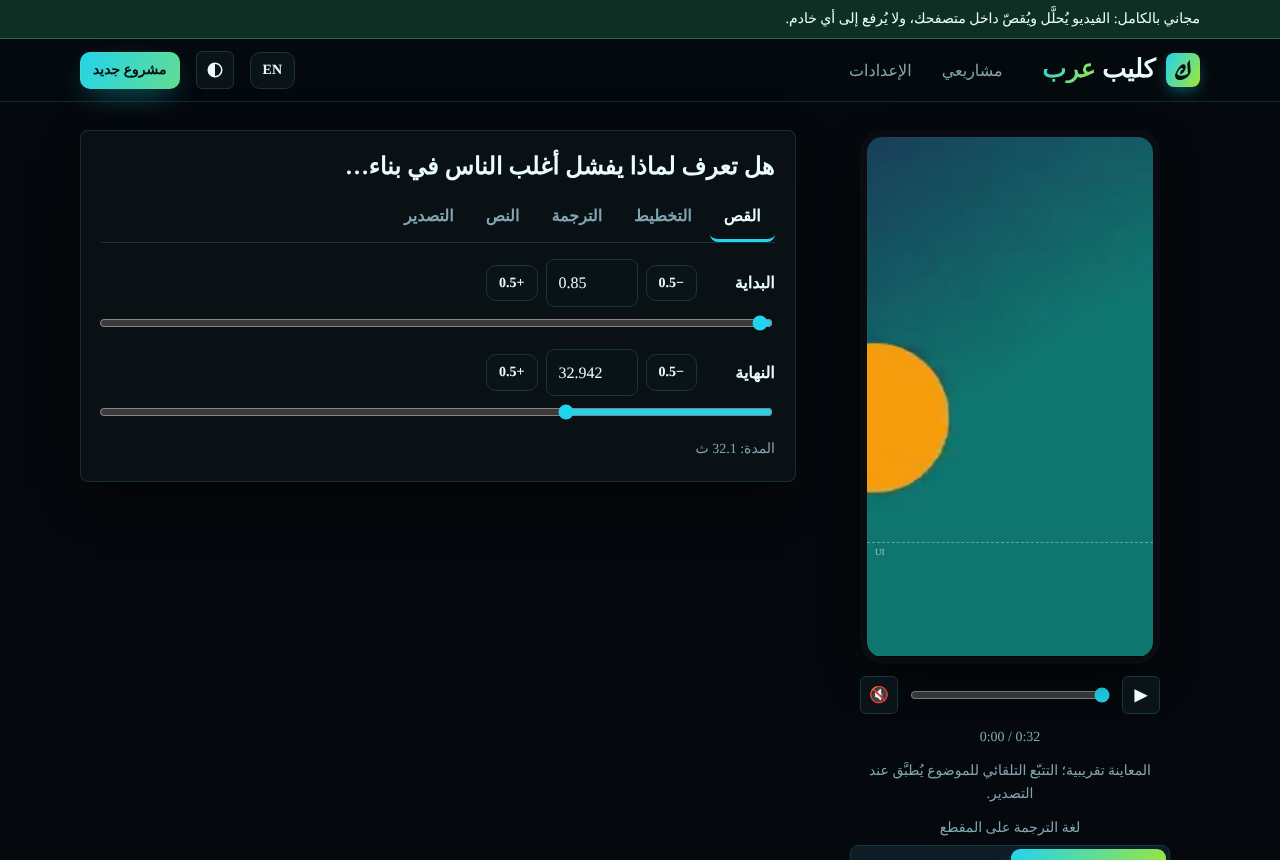 مجاني بالكامل: الفيديو يُحلَّل ويُقصّ داخل متصفحك، ولا يُرفع إلى أي خادم.
ك كليب عرب
مشاريعي
الإعدادات
EN
مشروع جديد
UI
0:00 / 0:32
المعاينة تقريبية؛ التتبّع التلقائي للموضوع يُطبَّق عند
التصدير.
لغة الترجمة على المقطع
هل تعرف لماذا يفشل أغلب الناس في بناء…
القص
التخطيط
الترجمة
النص
التصدير
البداية
−0.5
0.85
+0.5
النهاية
−0.5
32.942
+0.5
المدة: 32.1 ث